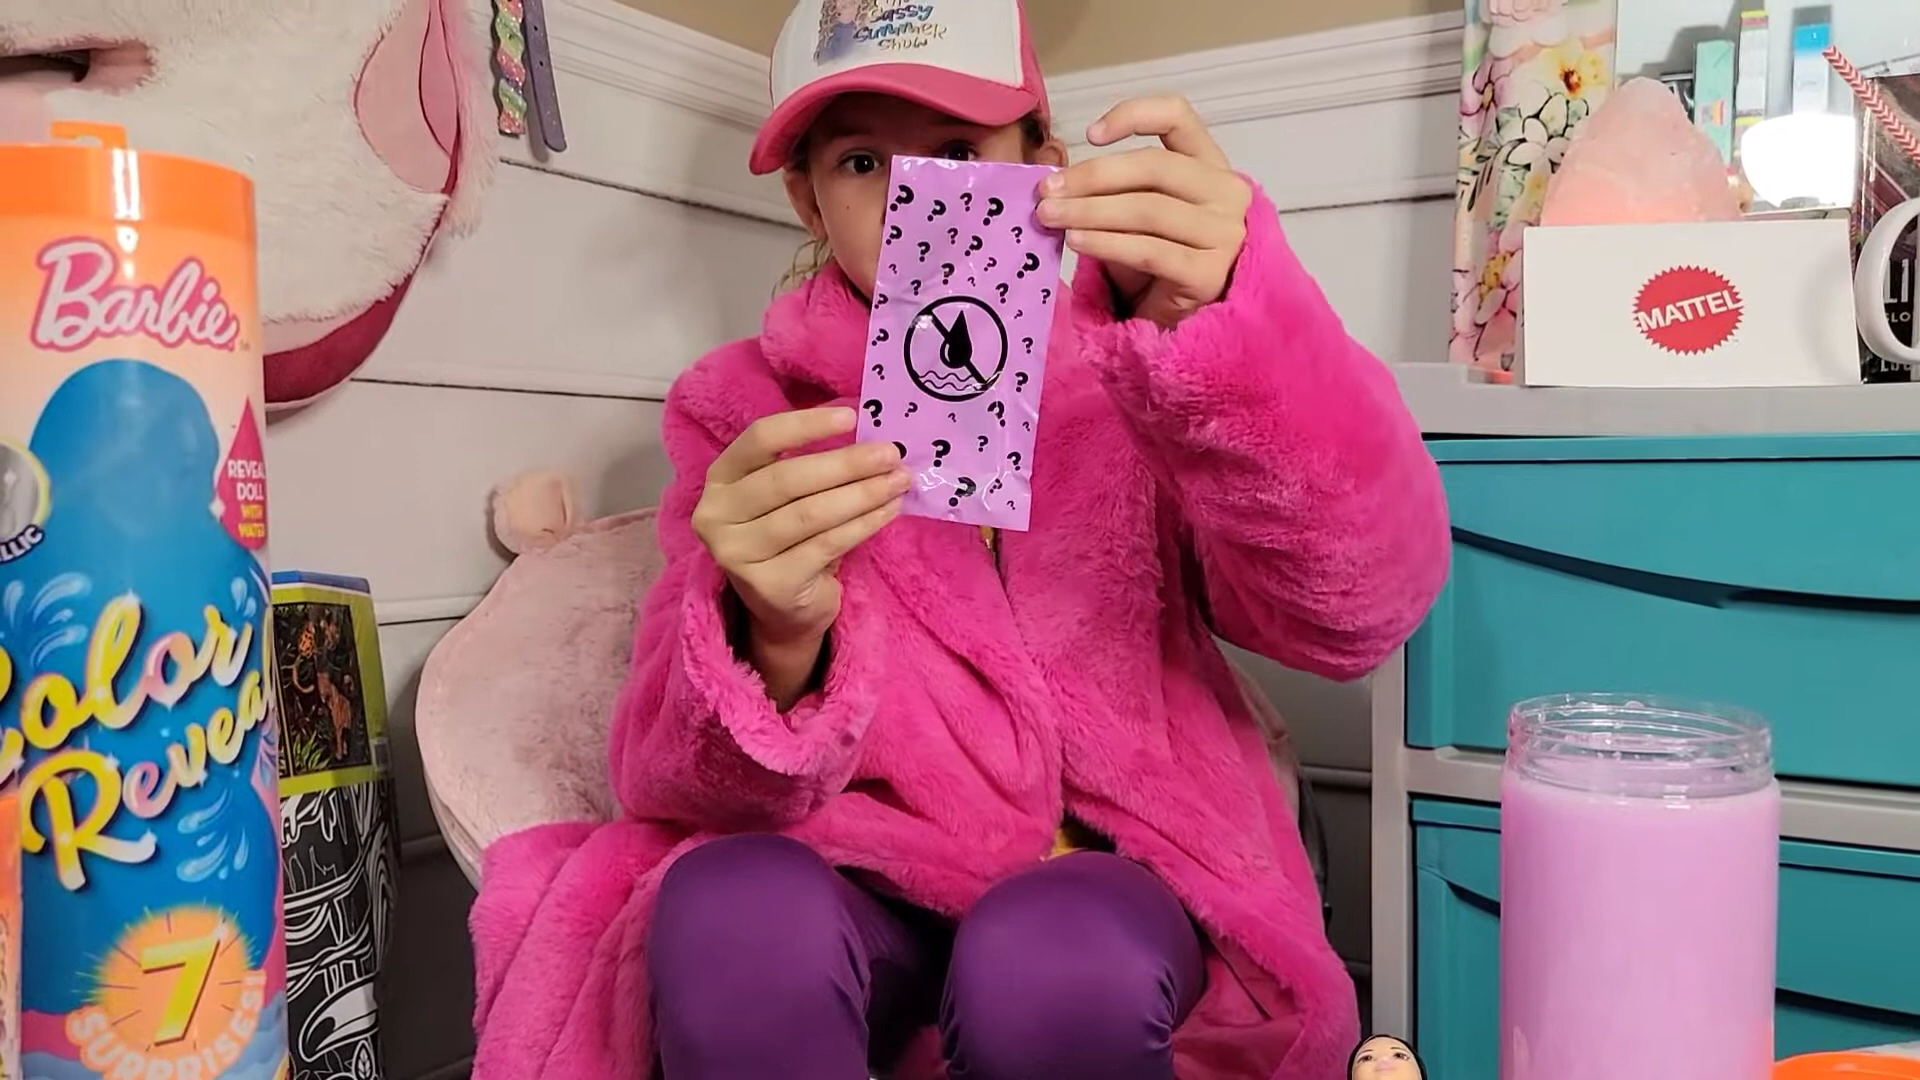 Sassy
Summer
Show
Barbie
REVEAL
DOLL
WITH
WATER
Color
Reveal
7
SURPRISES!
MATTEL
? ? ? ?